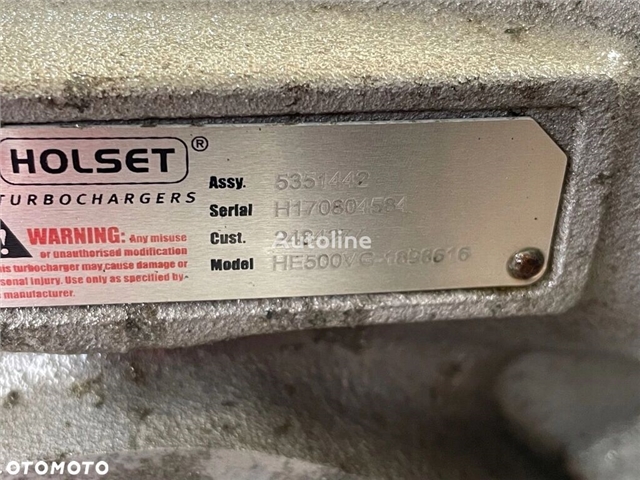 HOLSET®
TURBOCHARGERS
WARNING: Any misuse
or unauthorised modification
this turbocharger may cause damage or
personal injury. Use only as specified by
manufacturer.
Assy. 5351442
Serial H170804584
Cust.
Model
Autoline
OTOMOTO